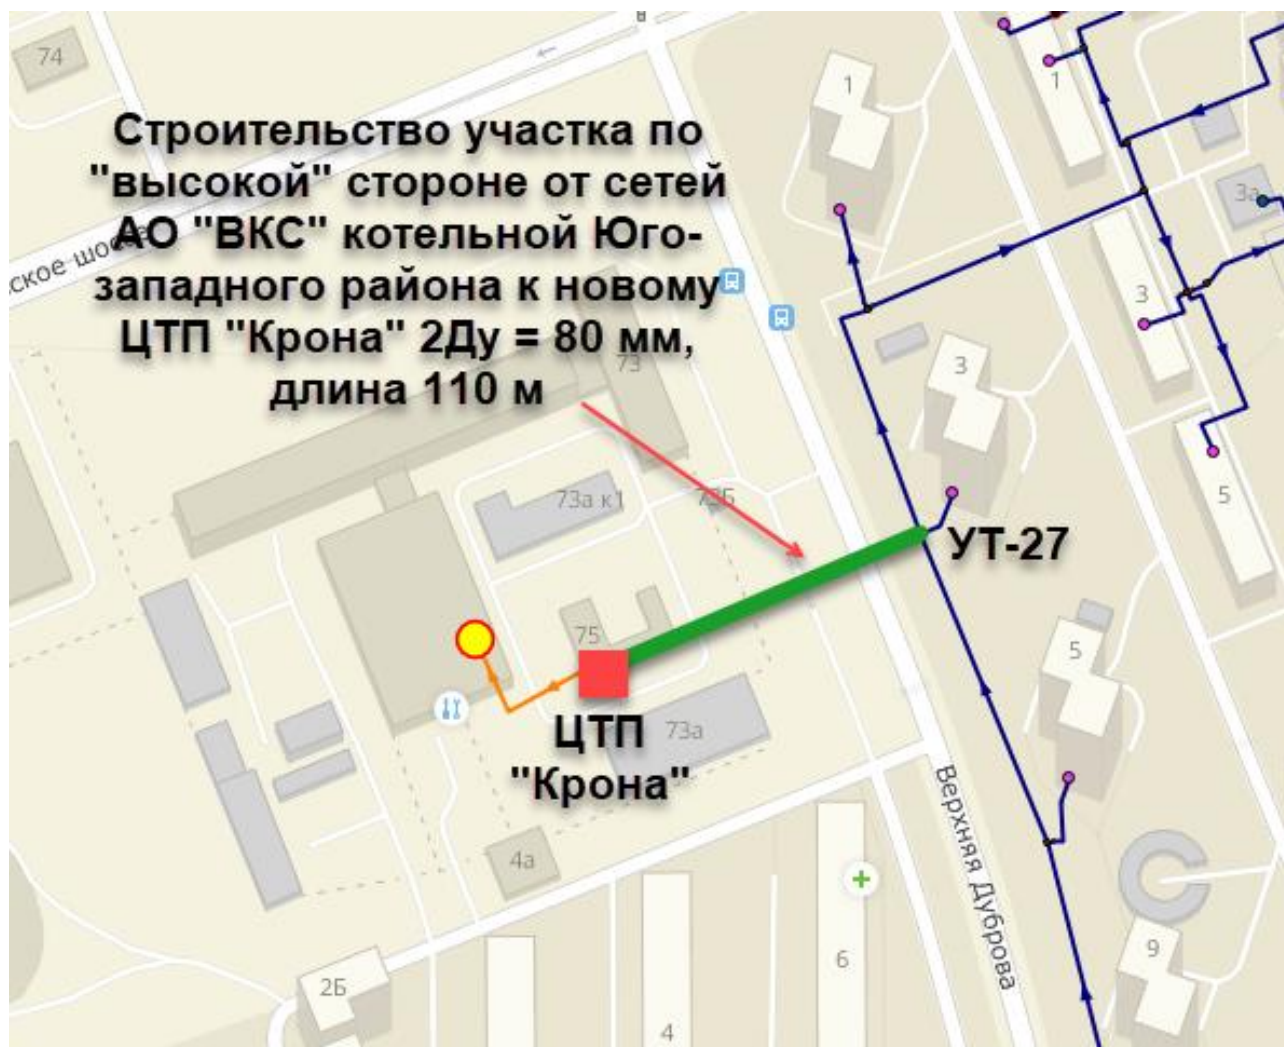 74
1
1
Строительство участка по
"высокой" стороне от сетей
АО "ВКС" котельной Юго-
западного района к новому
ЦТП "Крона" 2Ду = 80 мм,
длина 110 м
ское шоссе
3а
3
73
3
73а к1
5
УТ-27
75
5
73а
ЦТП
"Крона"
Верхняя Дуброва
4а
9
6
2Б
4